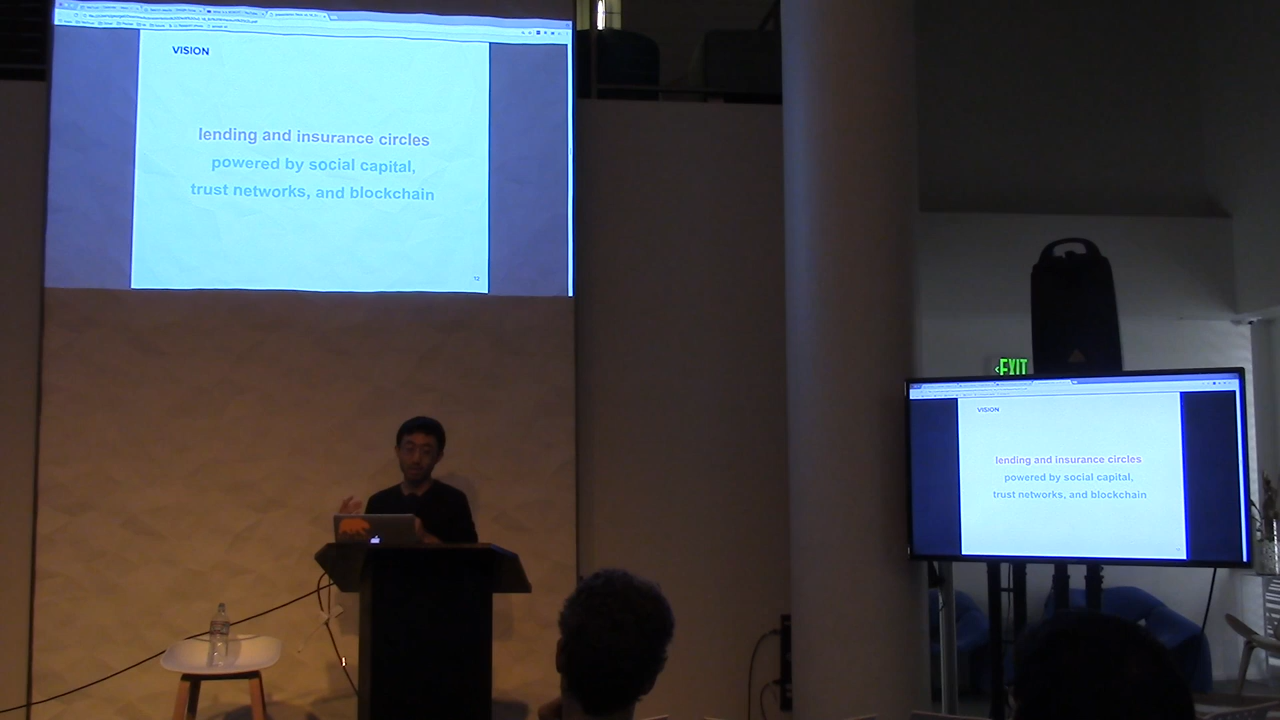 VISION
lending and insurance circles
powered by social capital,
trust networks, and blockchain
12
EXIT
VISION
lending and insurance circles
powered by social capital,
trust networks, and blockchain